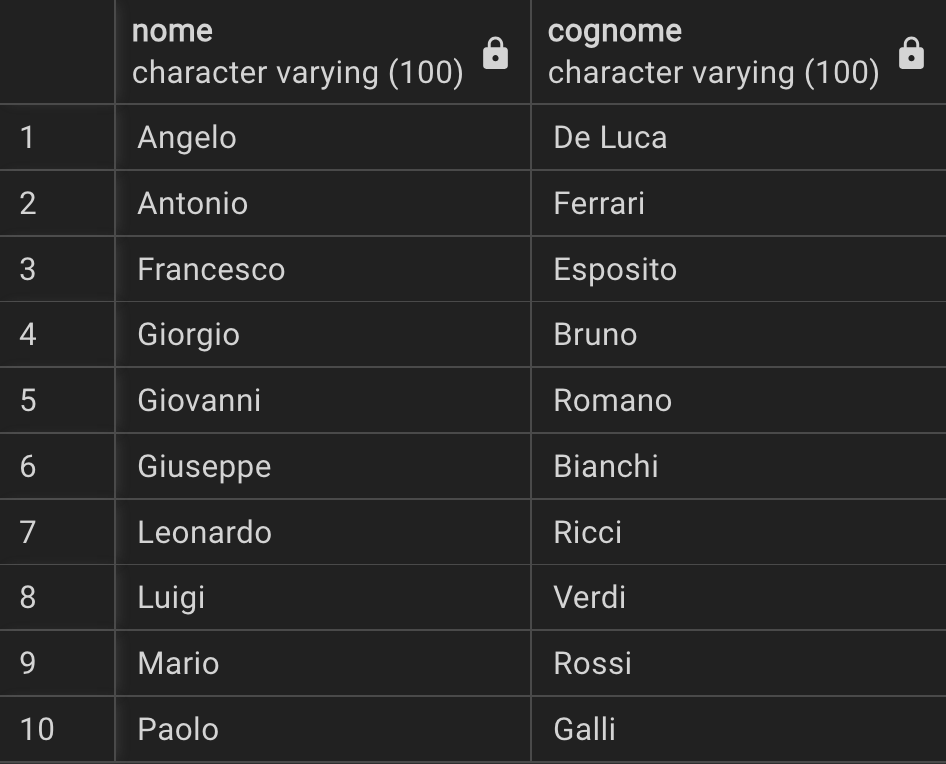 nome cognome
character varying (100) character varying (100)
1 Angelo De Luca
2 Antonio Ferrari
3 Francesco Esposito
4 Giorgio Bruno
5 Giovanni Romano
6 Giuseppe Bianchi
7 Leonardo Ricci
8 Luigi Verdi
9 Mario Rossi
10 Paolo Galli